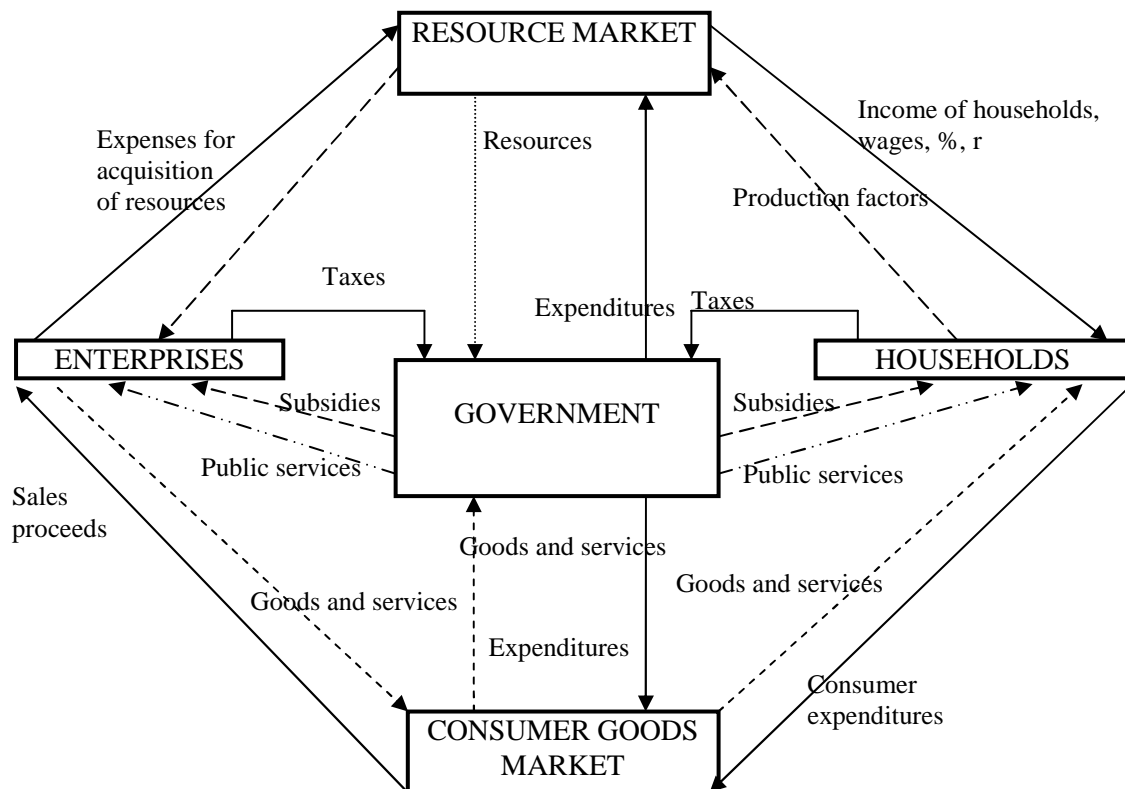 RESOURCE MARKET
Expenses for
acquisition
of resources
Resources
Income of households,
wages, %, r
Production factors
Taxes
Expenditures
Taxes
ENTERPRISES
HOUSEHOLDS
Subsidies
GOVERNMENT
Subsidies
Public services
Public services
Sales
proceeds
Goods and services
Goods and services
Goods and services
Expenditures
Consumer
expenditures
CONSUMER GOODS
MARKET